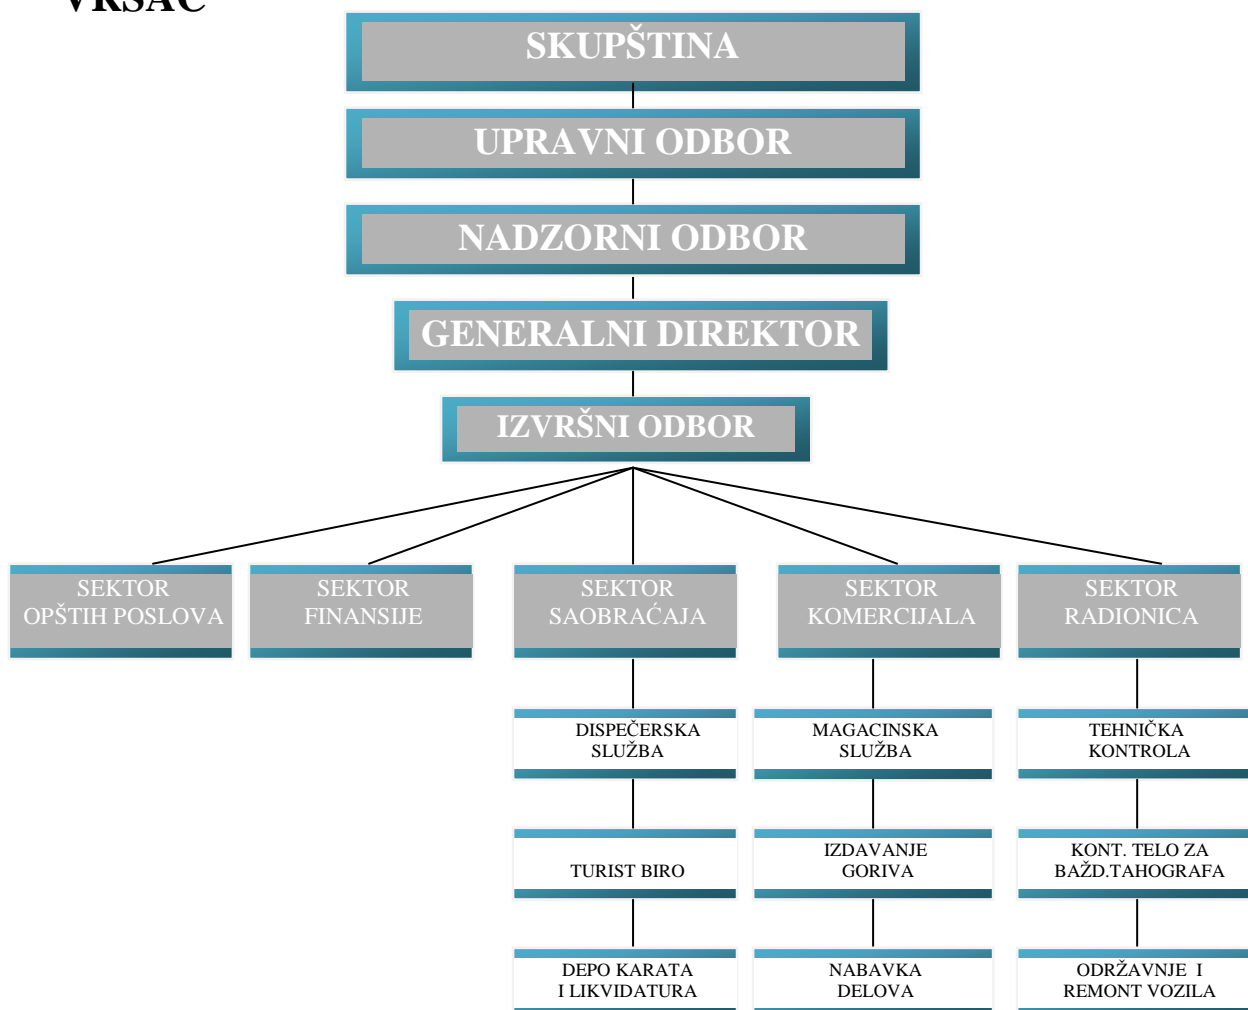 VRŠAC
SKUPŠTINA
UPRAVNI ODBOR
NADZORNI ODBOR
GENERALNI DIREKTOR
IZVRŠNI ODBOR
SEKTOR
OPŠTIH POSLOVA
SEKTOR
FINANSIJE
SEKTOR
SAOBRAĆAJA
SEKTOR
KOMERCIJALA
SEKTOR
RADIONICA
DISPEČERSKA
SLUŽBA
MAGACINSKA
SLUŽBA
TEHNIČKA
KONTROLA
TURIST BIRO
IZDAVANJE
GORIVA
KONT. TELO ZA
BAŽD.TAHOGRAFA
DEPO KARATA
I LIKVIDATURA
NABAVKA
DELOVA
ODRŽAVNJE I
REMONT VOZILA